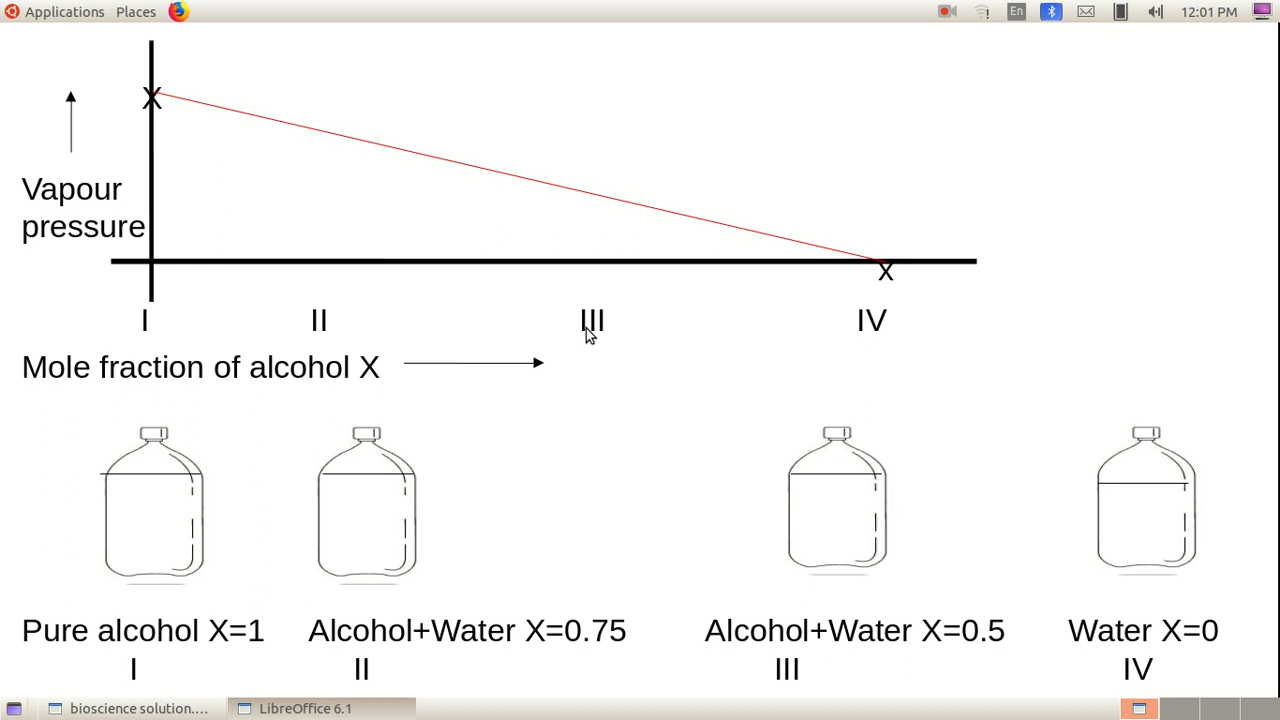 Applications Places En 12:01 PM
X
Vapour
pressure
x
I II III IV
Mole fraction of alcohol X
Pure alcohol X=1 Alcohol+Water X=0.75 Alcohol+Water X=0.5 Water X=0
I II III IV
bioscience solution.... LibreOffice 6.1